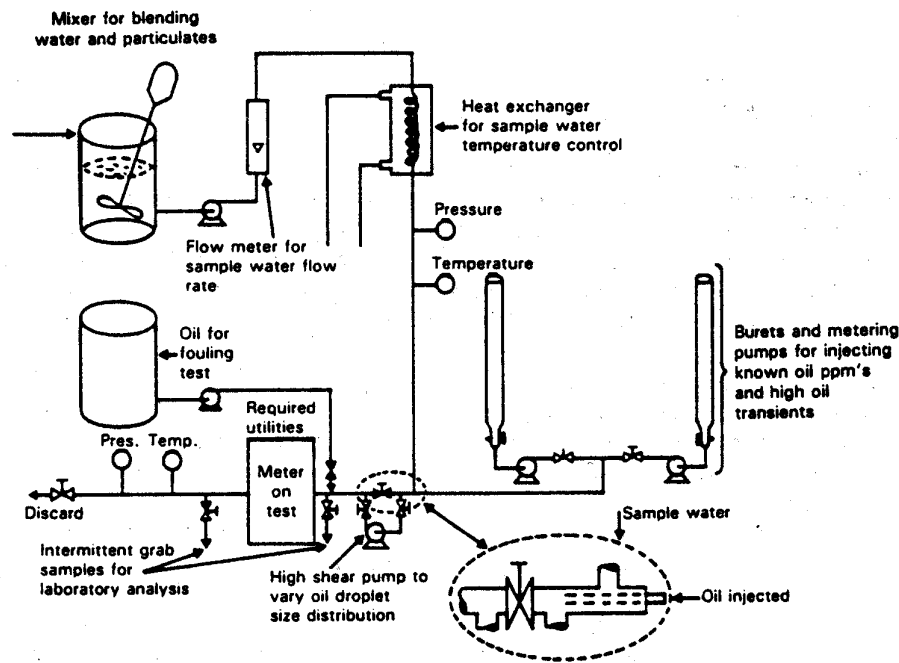 Mixer for blending
water and particulates
Heat exchanger
for sample water
temperature control
Pressure
Flow meter for
sample water flow
rate
Temperature
Oil for
fouling
test
Burets and metering
pumps for injecting
known oil ppm's
and high oil
transients
Required
utilities
Pres. Temp.
Meter
on
test
Discard
Sample water
Intermittent grab
samples for
laboratory analysis
High shear pump to
vary oil droplet
size distribution
Oil injected